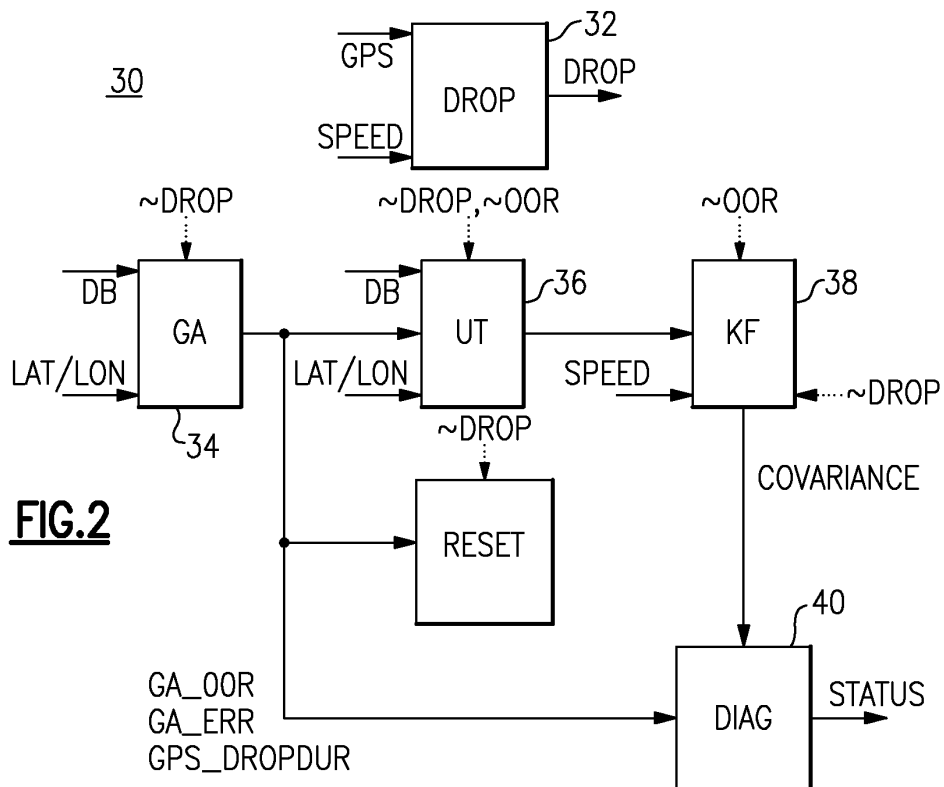 32
GPS
DROP
30
DROP
SPEED
~DROP
~DROP,~OOR
~OOR
DB
DB
36
38
GA
UT
KF
LAT/LON
LAT/LON
SPEED
~DROP
34
~DROP
COVARIANCE
FIG.2
RESET
40
GA_OOR
STATUS
GA_ERR
DIAG
GPS_DROPDUR